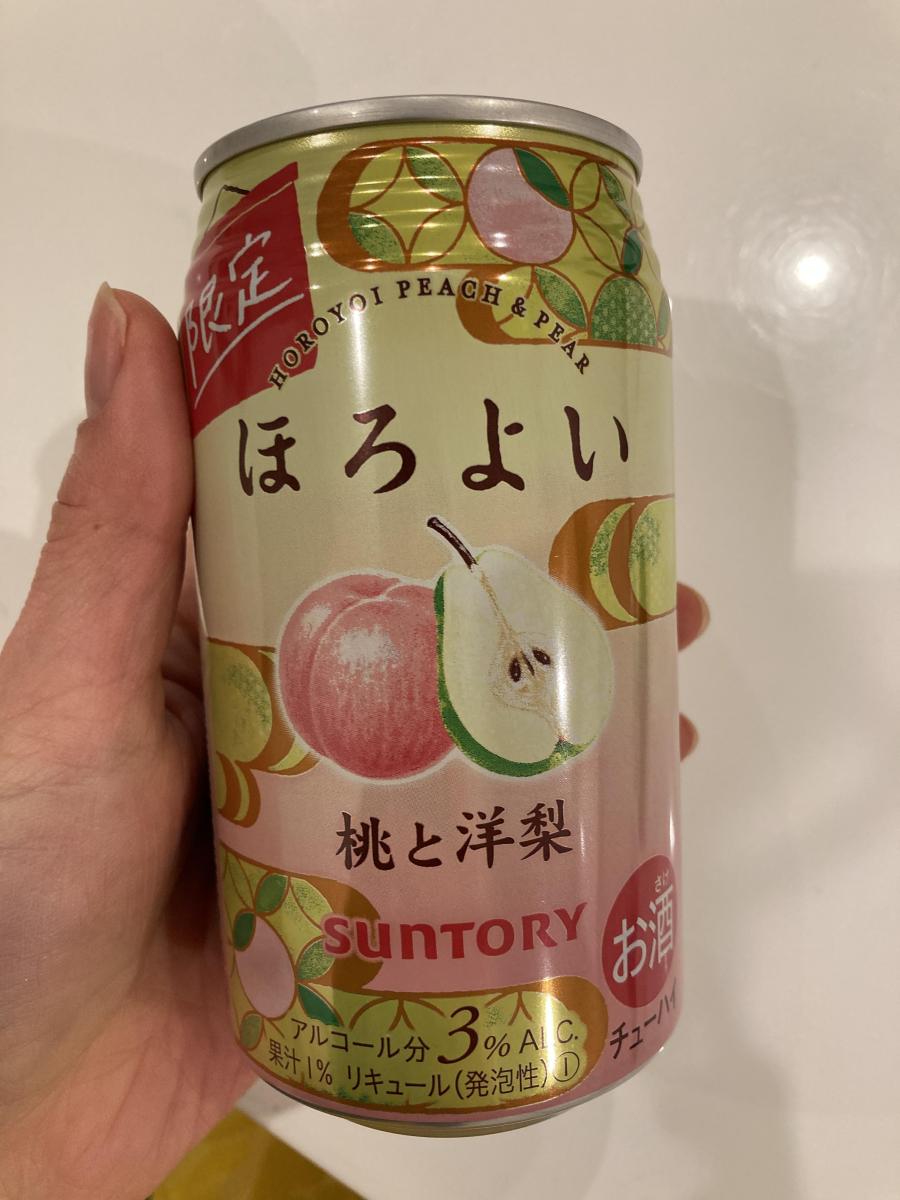 限定
HOROYOI PEACH & PEAR
ほろよい
桃と洋梨
SUNTORY
さけ
お酒
チューハイ
アルコール分3% ALC.
果汁1% リキュール(発泡性)①